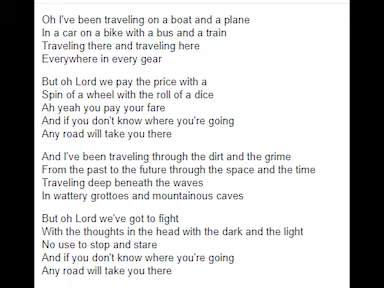 Oh I've been traveling on a boat and a plane
In a car on a bike with a bus and a train
Traveling there and traveling here
Everywhere in every gear
But oh Lord we pay the price with a
Spin of a wheel with the roll of a dice
Ah yeah you pay your fare
And if you don't know where you're going
Any road will take you there
And I've been traveling through the dirt and the grime
From the past to the future through the space and the time
Traveling deep beneath the waves
In wattery grottoes and mountainous caves
But oh Lord we've got to fight
With the thoughts in the head with the dark and the light
No use to stop and stare
And if you don't know where you're going
Any road will take you there